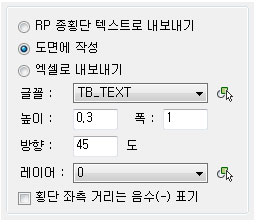 RP 종횡단 텍스트로 내보내기
도면에 작성
엑셀로 내보내기
글꼴 : TB_TEXT
높이 : 0,3 폭 : 1
방향 : 45 도
레이어 : 0
횡단 좌측 거리는 음수(-) 표기